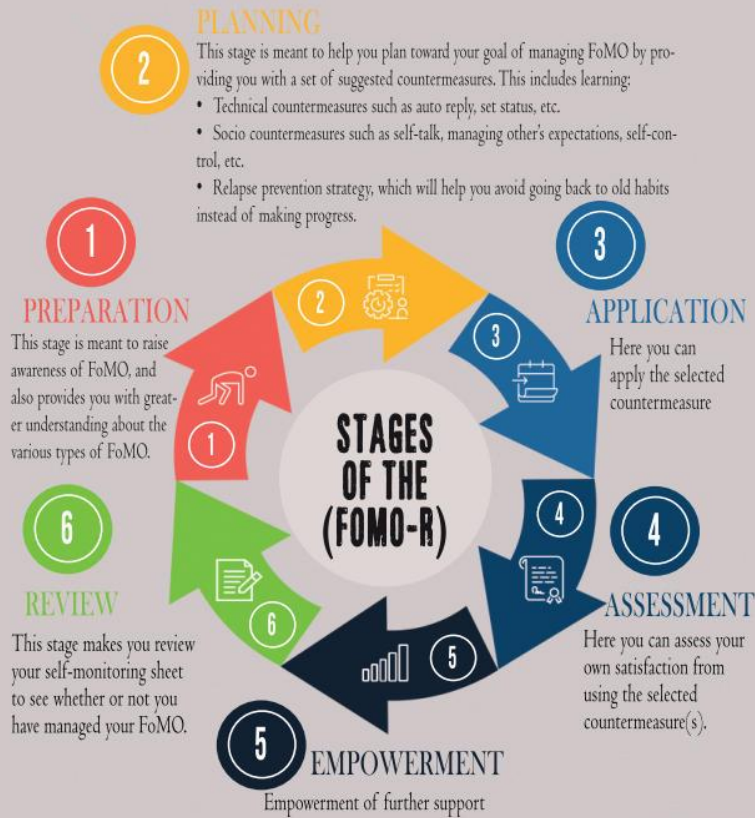 PLANNING
2
This stage is meant to help you plan toward your goal of managing FoMO by pro-
viding you with a set of suggested countermeasures. This includes learning:
• Technical countermeasures such as auto reply, set status, etc.
• Socio countermeasures such as self-talk, managing other's expectations, self-con-
trol, etc.
• Relapse prevention strategy, which will help you avoid going back to old habits
instead of making progress.
1
PREPARATION
This stage is meant to raise
awareness of FoMO, and
also provides you with great-
er understanding about the
various types of FoMO.
3
APPLICATION
Here you can
apply the selected
countermeasure
2
3
1
4
5
6
STAGES
OF THE
(FOMO-R)
4
ASSESSMENT
Here you can assess your
own satisfaction from
using the selected
countermeasure(s).
6
REVIEW
This stage makes you review
your self-monitoring sheet
to see whether or not you
have managed your FoMO.
5
EMPOWERMENT
Empowerment of further support